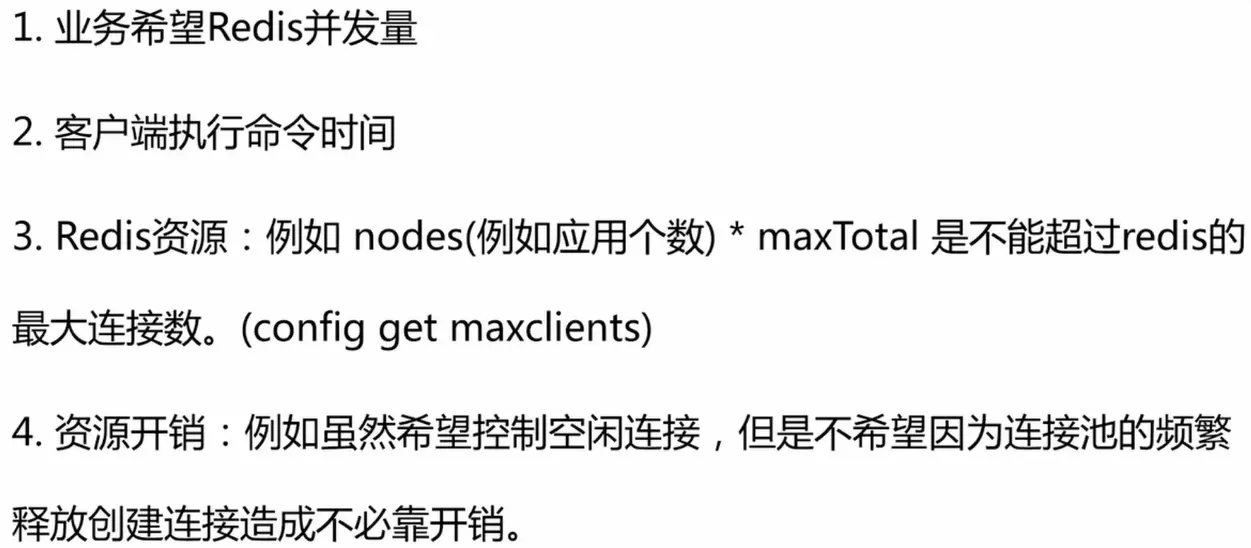 1. 业务希望Redis并发量
2. 客户端执行命令时间
3. Redis资源：例如 nodes(例如应用个数) * maxTotal 是不能超过redis的
最大连接数。(config get maxclients)
4. 资源开销：例如虽然希望控制空闲连接，但是不希望因为连接池的频繁
释放创建连接造成不必靠开销。